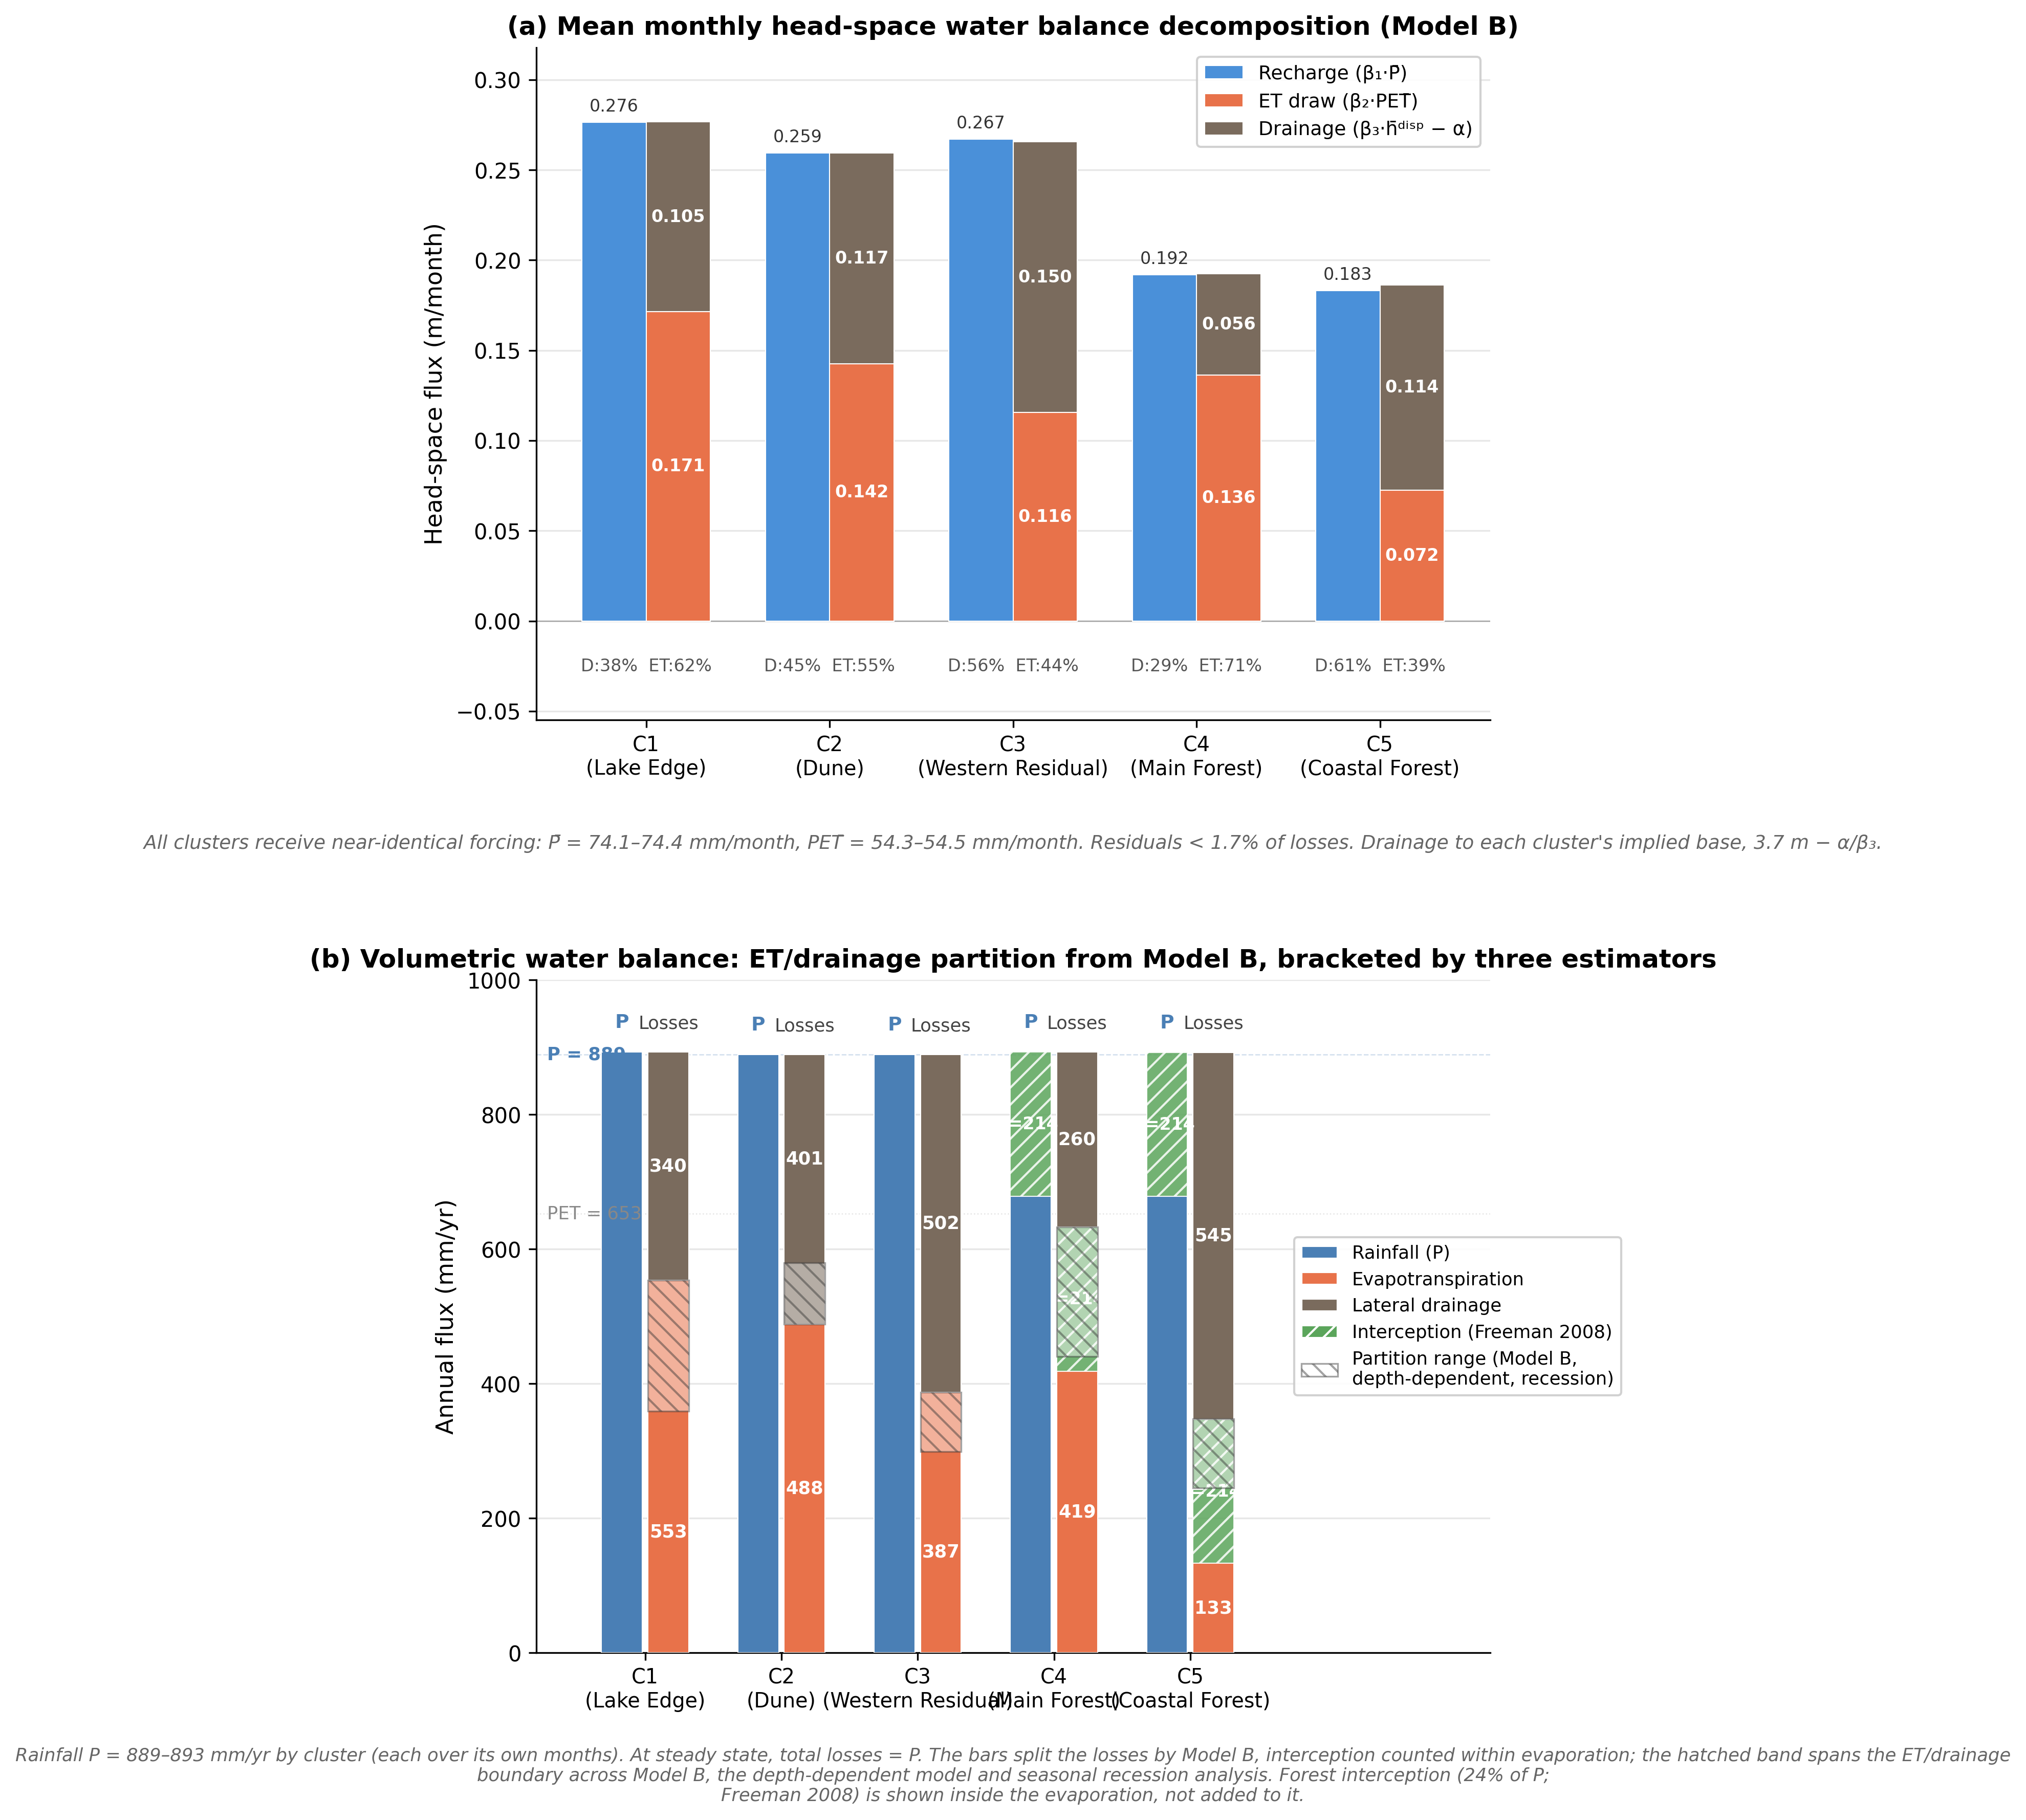 (a) Mean monthly head-space water balance decomposition (Model B)
Head-space flux (m/month)
0.30
0.25
0.20
0.15
0.10
0.05
0.00
−0.05
Recharge (β₁·P̄)
ET draw (β₂·PET̄)
Drainage (β₃·h̄ᵈⁱˢᵖ − α)
0.276
0.259
0.267
0.192
0.183
0.105
0.117
0.150
0.056
0.114
0.171
0.142
0.116
0.136
0.072
D:38% ET:62%
D:45% ET:55%
D:56% ET:44%
D:29% ET:71%
D:61% ET:39%
C1
(Lake Edge)
C2
(Dune)
C3
(Western Residual)
C4
(Main Forest)
C5
(Coastal Forest)
All clusters receive near-identical forcing: P̄ = 74.1–74.4 mm/month, PET̄ = 54.3–54.5 mm/month. Residuals < 1.7% of losses. Drainage to each cluster's implied base, 3.7 m − α/β₃.
(b) Volumetric water balance: ET/drainage partition from Model B, bracketed by three estimators
Annual flux (mm/yr)
1000
800
600
400
200
0
P Losses
P Losses
P Losses
P Losses
P Losses
P = 889
PET = 653
340
401
502
260
545
=214
=214
553
488
387
419
133
Rainfall (P)
Evapotranspiration
Lateral drainage
Interception (Freeman 2008)
Partition range (Model B,
depth-dependent, recession)
C1
(Lake Edge)
C2
(Dune)
C3
(Western Residual)
C4
(Main Forest)
C5
(Coastal Forest)
Rainfall P = 889–893 mm/yr by cluster (each over its own months). At steady state, total losses = P. The bars split the losses by Model B, interception counted within evaporation; the hatched band spans the ET/drainage
boundary across Model B, the depth-dependent model and seasonal recession analysis. Forest interception (24% of P;
Freeman 2008) is shown inside the evaporation, not added to it.